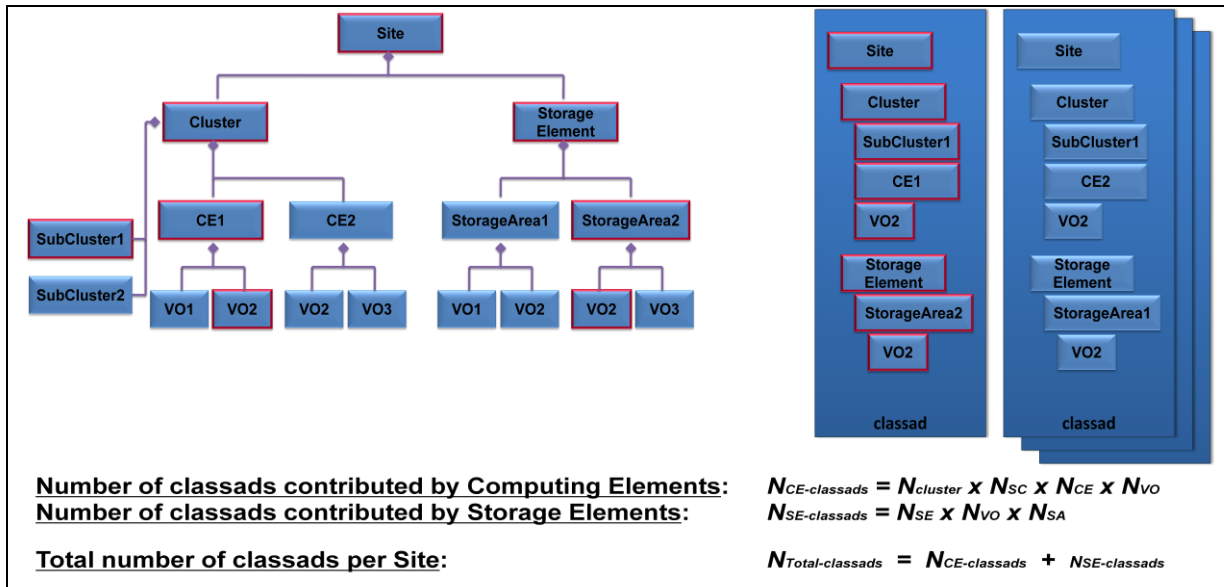 Site
Cluster
Storage
Element
CE1
CE2
StorageArea1
StorageArea2
SubCluster1
SubCluster2
VO1
VO2
VO2
VO3
VO1
VO2
VO2
VO3
Site
Cluster
SubCluster1
CE1
VO2
Storage
Element
StorageArea2
VO2
classad
Site
Cluster
SubCluster1
CE2
VO2
Storage
Element
StorageArea1
VO2
classad
Number of classads contributed by Computing Elements: NCE-classads = Ncluster x NSC x NCE x NVO
Number of classads contributed by Storage Elements: NSE-classads = NSE x NVO x NSA
Total number of classads per Site: NTotal-classads = NCE-classads + NSE-classads